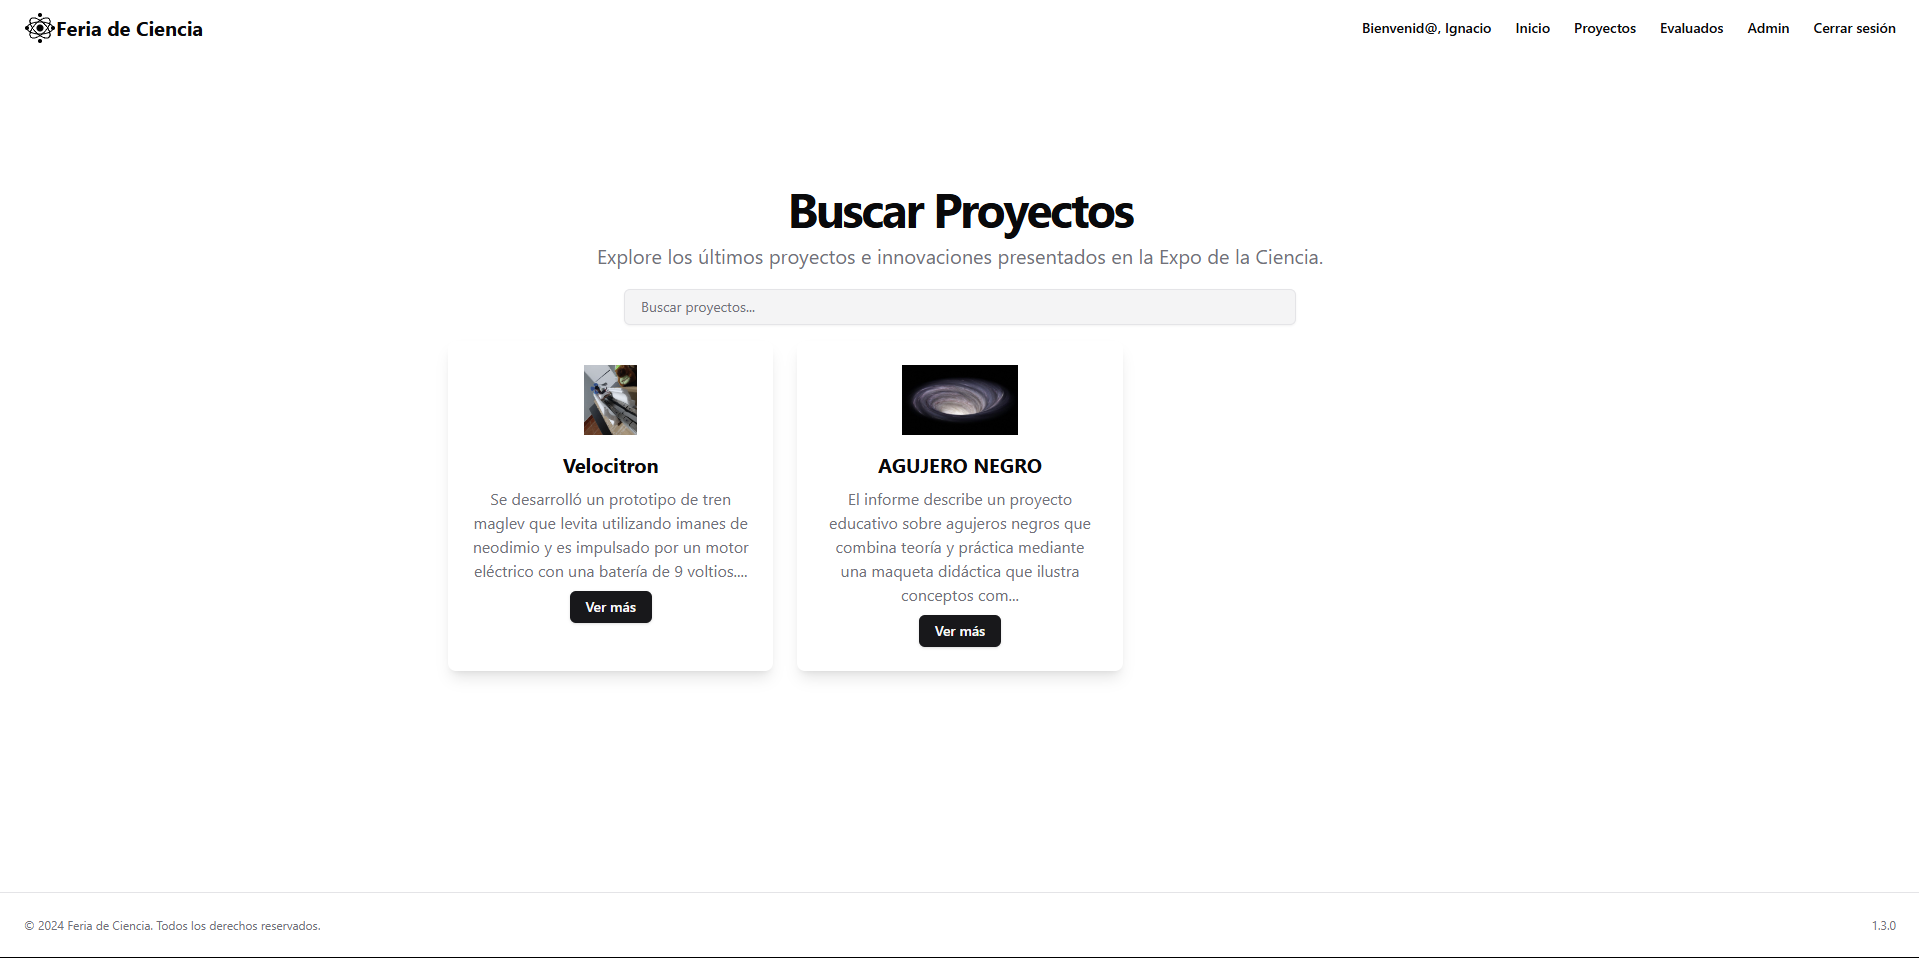 Feria de Ciencia
Bienvenid@, Ignacio
Inicio
Proyectos
Evaluados
Admin
Cerrar sesión
Buscar Proyectos
Explore los últimos proyectos e innovaciones presentados en la Expo de la Ciencia.
Buscar proyectos...
Velocitron
Se desarrolló un prototipo de tren
maglev que levita utilizando imanes de
neodimio y es impulsado por un motor
eléctrico con una batería de 9 voltios....
Ver más
AGUJERO NEGRO
El informe describe un proyecto
educativo sobre agujeros negros que
combina teoría y práctica mediante
una maqueta didáctica que ilustra
conceptos com...
Ver más
© 2024 Feria de Ciencia. Todos los derechos reservados.
1.3.0